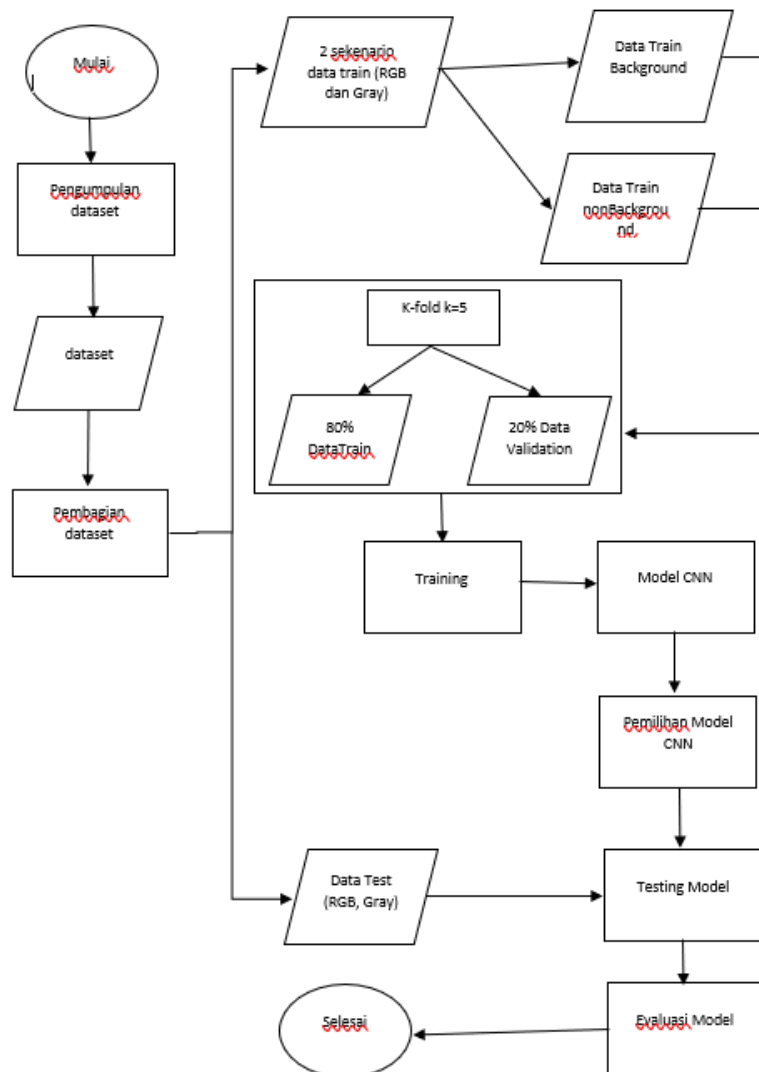 Mulai
Pengumpulan
dataset
dataset
Pembagian
dataset
2 sekenario
data train (RGB
dan Gray)
Data Train
Background
Data Train
nonBackgrou
nd.
K-fold k=5
80%
DataTrain
20% Data
Validation
Training
Model CNN
Pemilihan Model
CNN
Data Test
(RGB, Gray)
Testing Model
Evaluasi Model
Selesai